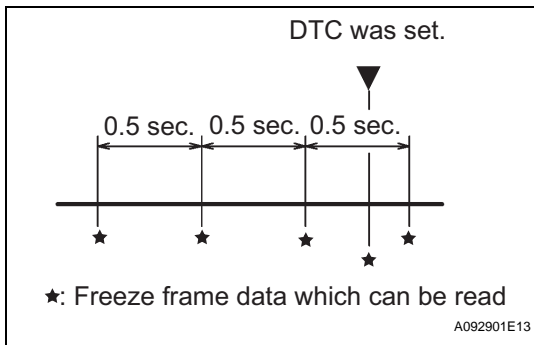 DTC was set.
0.5 sec. 0.5 sec. 0.5 sec.
★: Freeze frame data which can be read
A092901E13